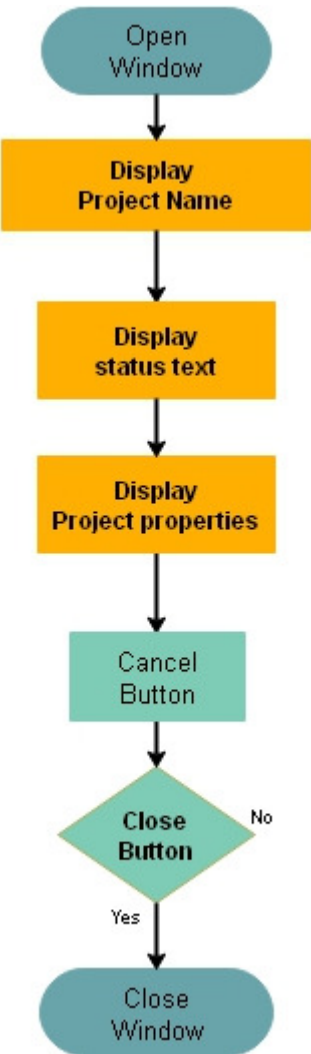 Open
Window
Display
Project Name
Display
status text
Display
Project properties
Cancel
Button
Close
Button
No
Yes
Close
Window